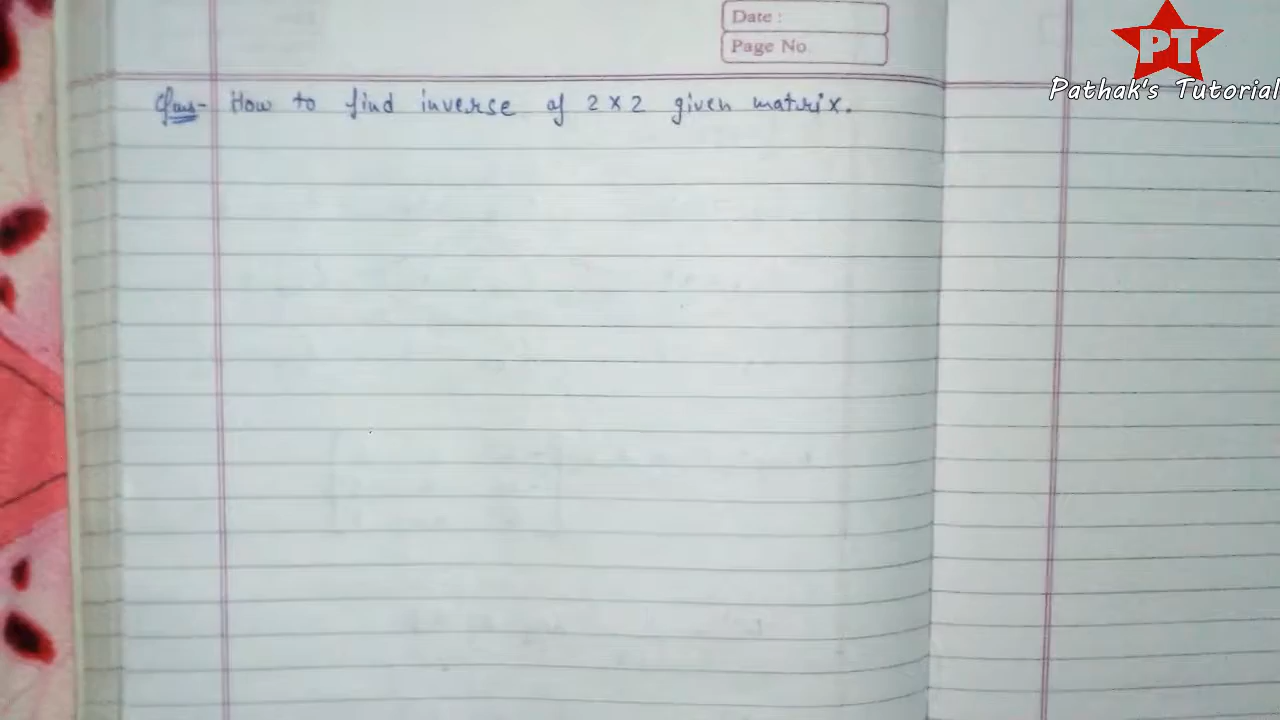 Date :
Page No
PT
Pathak's Tutorial
Ques- How to find inverse of 2 × 2 given matrix.